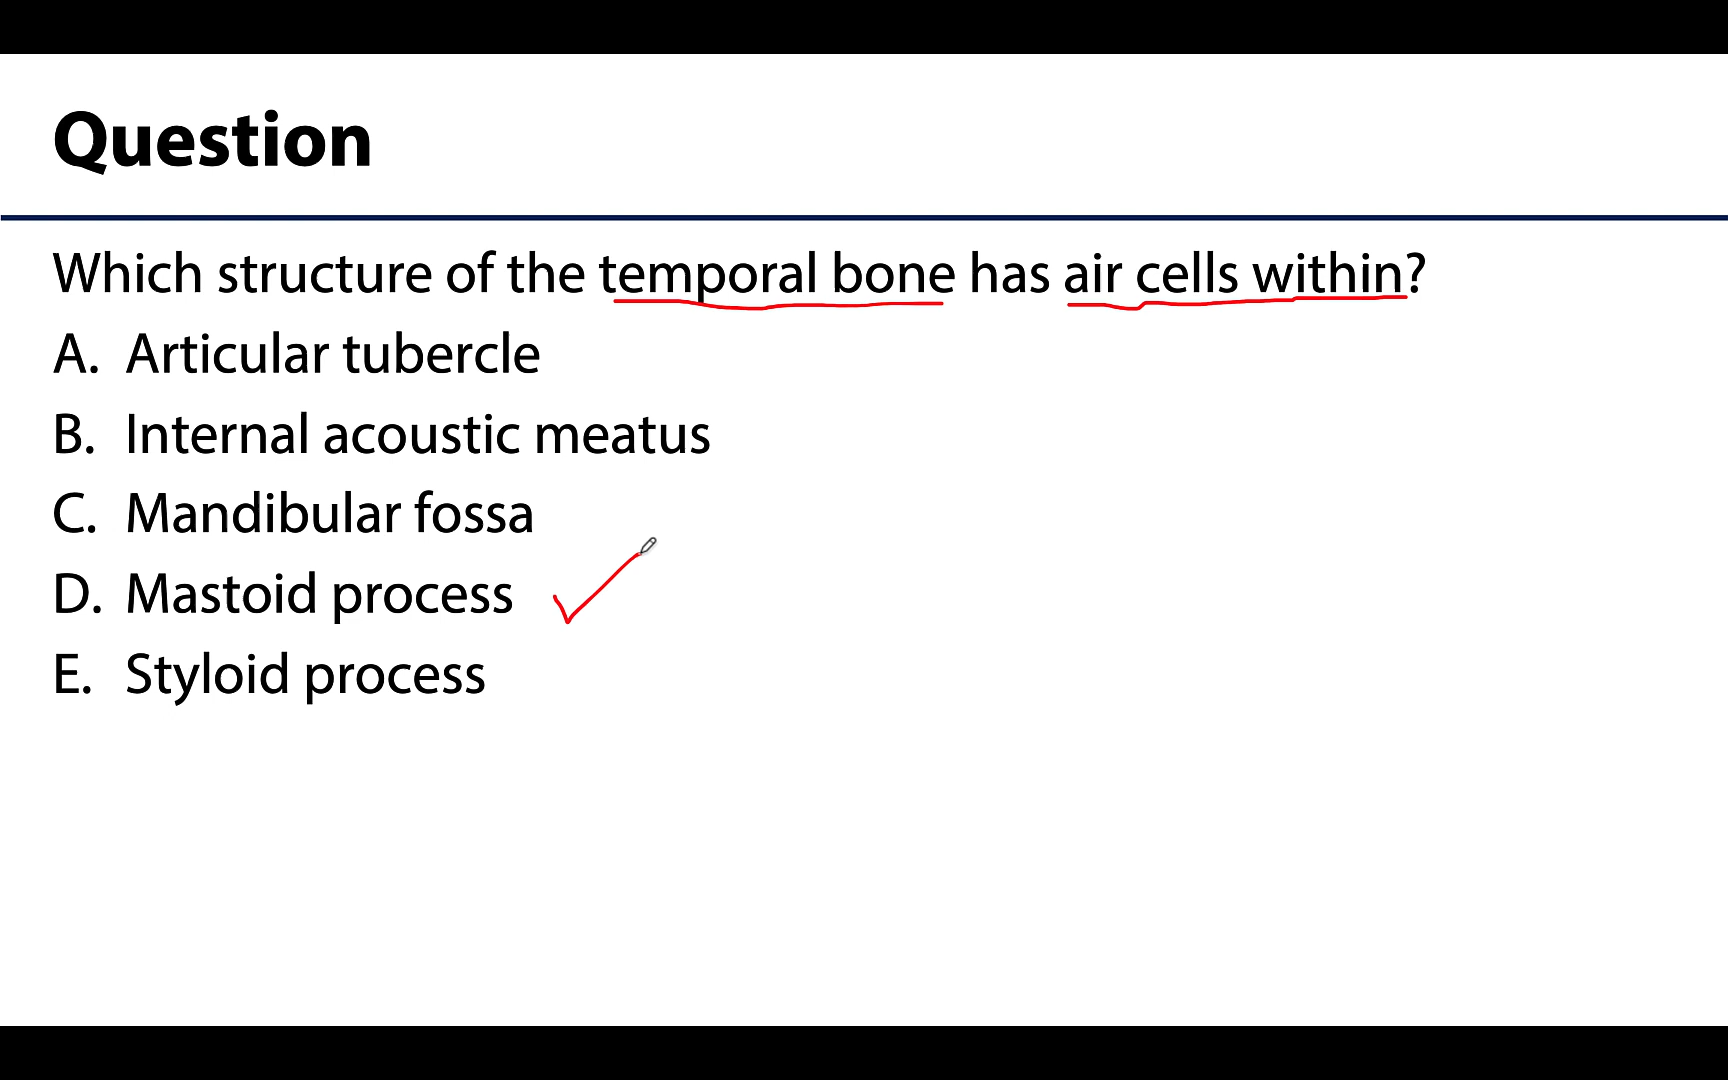 Question
Which structure of the temporal bone has air cells within?
A. Articular tubercle
B. Internal acoustic meatus
C. Mandibular fossa
D. Mastoid process
E. Styloid process